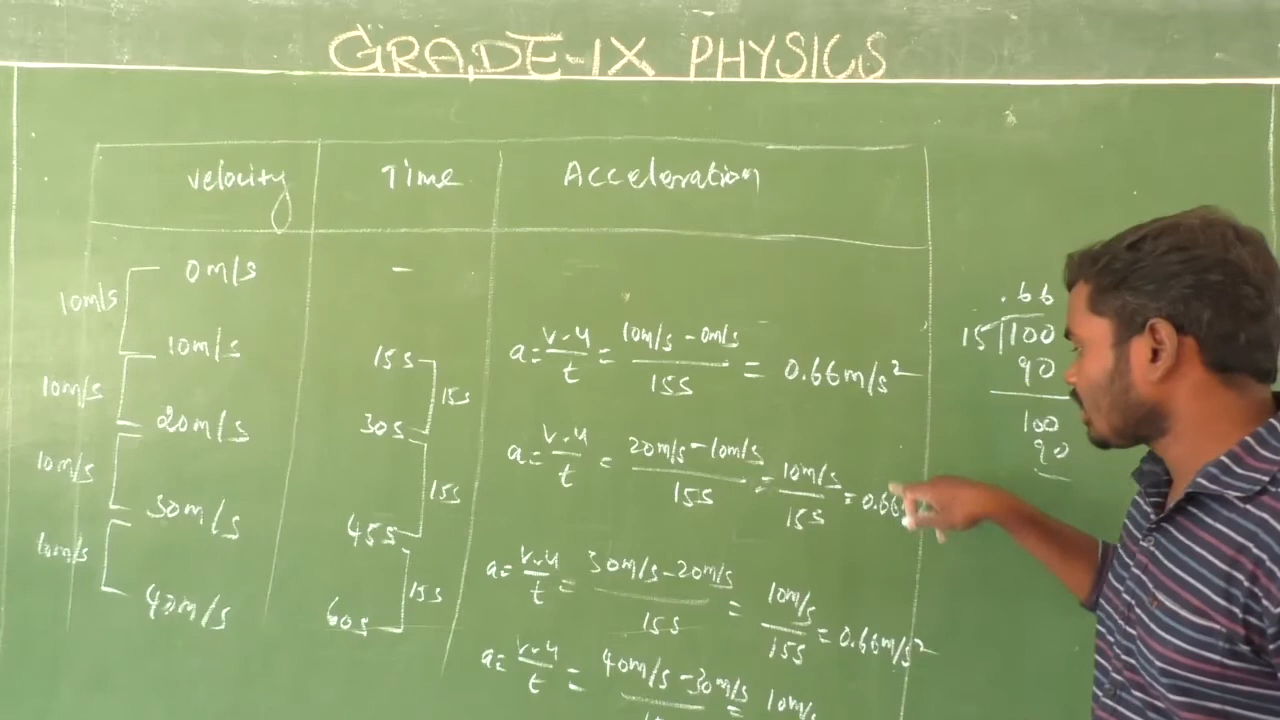 GRADE-IX PHYSICS
velocity Time Acceleration
0m/s -
10m/s
10m/s 15s a = v-u/t = 10m/s - 0m/s / 15s = 0.66m/s²
10m/s 15s
20m/s 30s a = v-u/t = 20m/s - 10m/s / 15s = 10m/s / 15s = 0.66
10m/s 15s
30m/s 45s a = v-u/t = 30m/s - 20m/s / 15s = 10m/s / 15s = 0.66m/s²
10m/s 15s
40m/s 60s a = v-u/t = 40m/s - 30m/s / = 10m/
.66
15 100
90
100
90